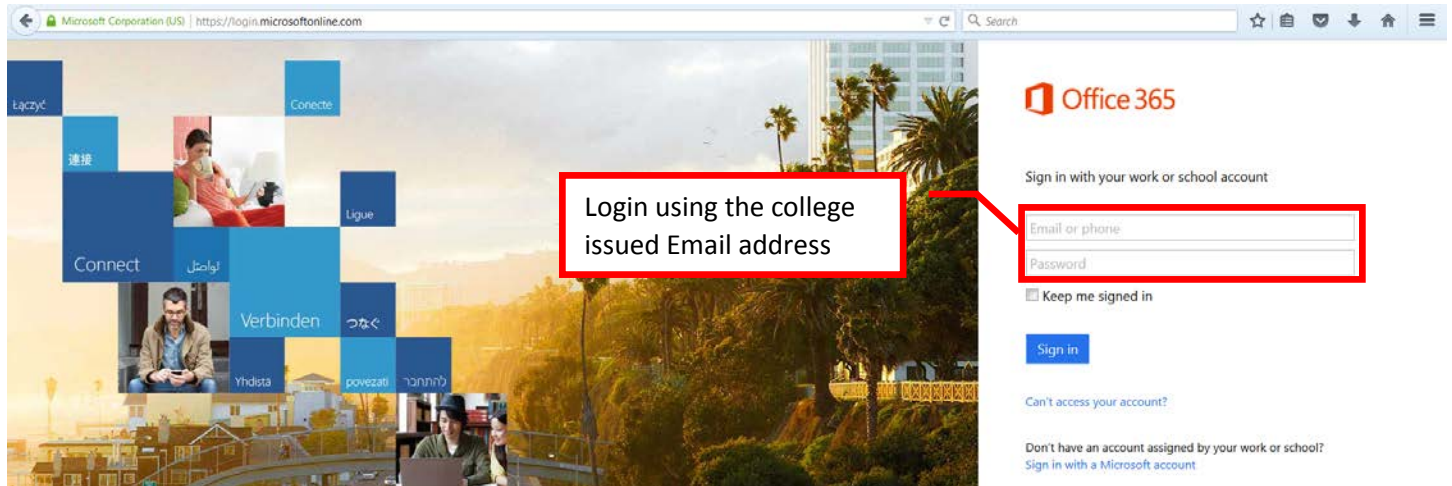 Microsoft Corporation (US) https://login.microsoftonline.com
Search
Łączyć
Conecte
連接
Ligue
Connect
تواصل
Verbinden
つなぐ
Yhdistä
povezati
להתחבר
Login using the college
issued Email address
Office 365
Sign in with your work or school account
Email or phone
Password
Keep me signed in
Sign in
Can't access your account?
Don't have an account assigned by your work or school?
Sign in with a Microsoft account